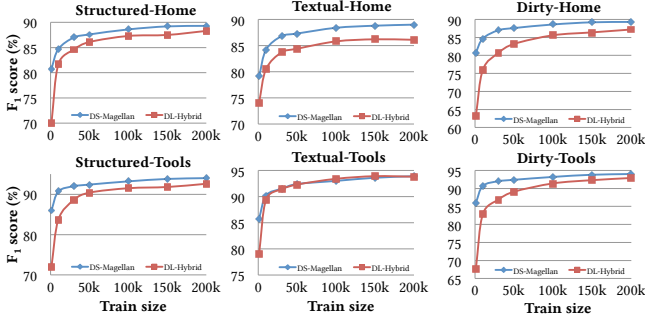 Structured-Home
F1 score (%)
90
85
80
75
70
DS-Magellan
DL-Hybrid
0
50k
100k
150k
200k
Textual-Home
90
85
80
75
70
DS-Magellan
DL-Hybrid
0
50k
100k
150k
200k
Dirty-Home
90
85
80
75
70
65
60
DS-Magellan
DL-Hybrid
0
50k
100k
150k
200k
Structured-Tools
F1 score (%)
90
80
70
DS-Magellan
DL-Hybrid
0
50k
100k
150k
200k
Train size
Textual-Tools
95
90
85
80
75
DS-Magellan
DL-Hybrid
0
50k
100k
150k
200k
Train size
Dirty-Tools
95
90
85
80
75
70
65
DS-Magellan
DL-Hybrid
0
50k
100k
150k
200k
Train size